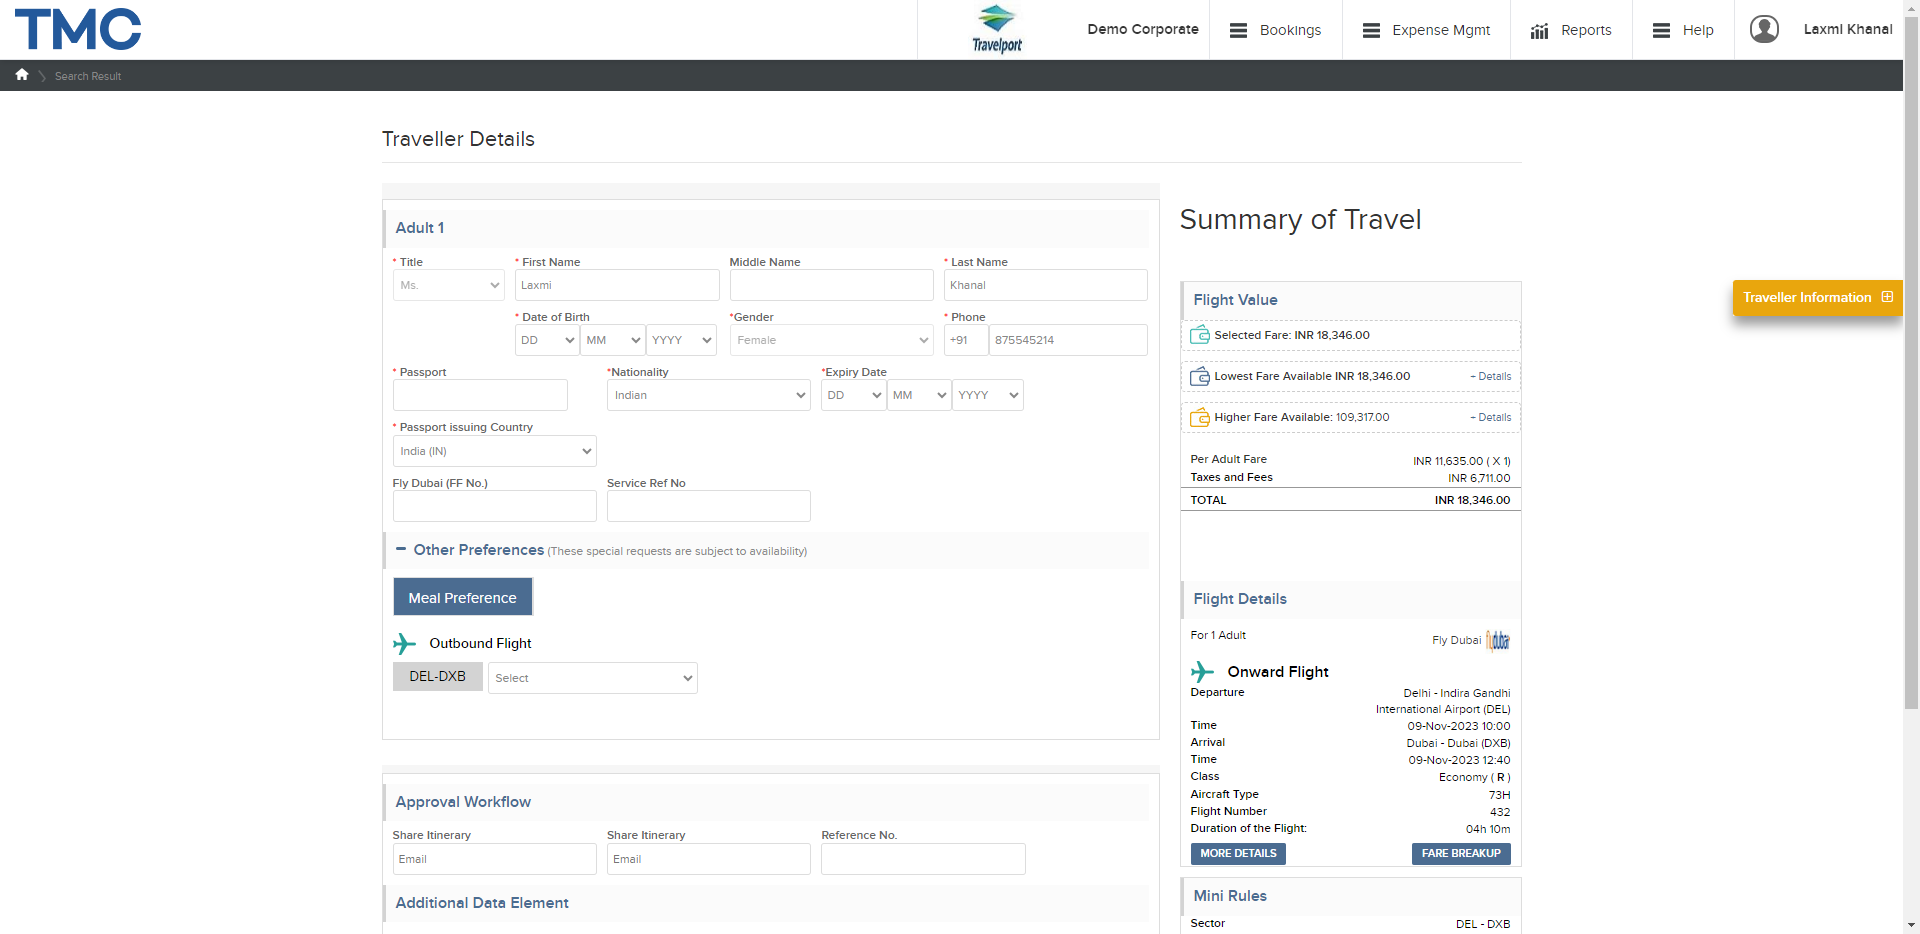 TMC
Travelport
Demo Corporate
Bookings
Expense Mgmt
Reports
Help
Laxmi Khanal
Search Result
Traveller Details
Adult 1
* Title
* First Name
Middle Name
* Last Name
Ms.
Laxmi
Khanal
* Date of Birth
*Gender
* Phone
DD
MM
YYYY
Female
+91
875545214
* Passport
*Nationality
*Expiry Date
Indian
DD
MM
YYYY
* Passport issuing Country
India (IN)
Fly Dubai (FF No.)
Service Ref No
Other Preferences (These special requests are subject to availability)
Meal Preference
Outbound Flight
DEL-DXB
Select
Approval Workflow
Share Itinerary
Share Itinerary
Reference No.
Email
Email
Additional Data Element
Summary of Travel
Flight Value
Selected Fare: INR 18,346.00
Lowest Fare Available INR 18,346.00
+ Details
Higher Fare Available: 109,317.00
+ Details
Per Adult Fare
INR 11,635.00 ( X 1)
Taxes and Fees
INR 6,711.00
TOTAL
INR 18,346.00
Flight Details
For 1 Adult
Fly Dubai
flydubai
Onward Flight
Departure
Delhi - Indira Gandhi
International Airport (DEL)
Time
09-Nov-2023 10:00
Arrival
Dubai - Dubai (DXB)
Time
09-Nov-2023 12:40
Class
Economy ( R )
Aircraft Type
73H
Flight Number
432
Duration of the Flight:
04h 10m
MORE DETAILS
FARE BREAKUP
Mini Rules
Sector
DEL - DXB
Traveller Information